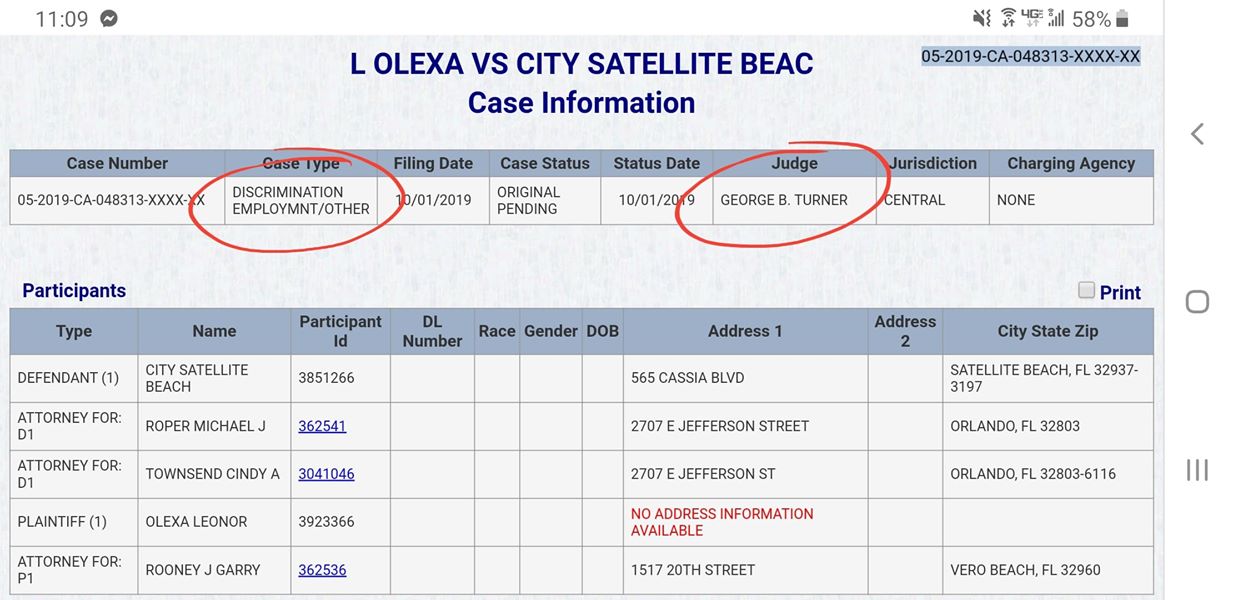 11:09 58%
4GE
05-2019-CA-048313-XXXX-XX
L OLEXA VS CITY SATELLITE BEAC
Case Information
Case Number Case Type Filing Date Case Status Status Date Judge Jurisdiction Charging Agency
05-2019-CA-048313-XXXX-XX DISCRIMINATION EMPLOYMNT/OTHER 10/01/2019 ORIGINAL PENDING 10/01/2019 GEORGE B. TURNER CENTRAL NONE
Participants
Print
Type Name Participant Id DL Number Race Gender DOB Address 1 Address 2 City State Zip
DEFENDANT (1) CITY SATELLITE BEACH 3851266 565 CASSIA BLVD SATELLITE BEACH, FL 32937-3197
ATTORNEY FOR: D1 ROPER MICHAEL J 362541 2707 E JEFFERSON STREET ORLANDO, FL 32803
ATTORNEY FOR: D1 TOWNSEND CINDY A 3041046 2707 E JEFFERSON ST ORLANDO, FL 32803-6116
PLAINTIFF (1) OLEXA LEONOR 3923366 NO ADDRESS INFORMATION AVAILABLE
ATTORNEY FOR: P1 ROONEY J GARRY 362536 1517 20TH STREET VERO BEACH, FL 32960